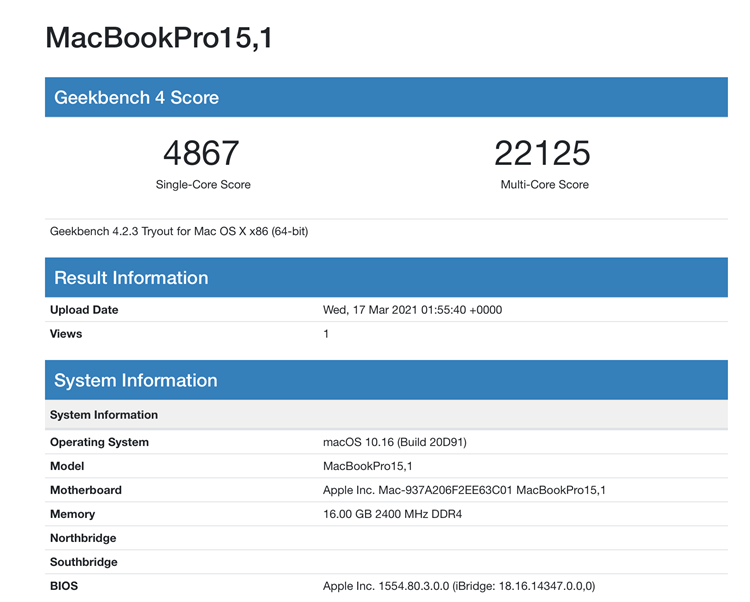 MacBookPro15,1
Geekbench 4 Score
4867 22125
Single-Core Score Multi-Core Score
Geekbench 4.2.3 Tryout for Mac OS X x86 (64-bit)
Result Information
Upload Date Wed, 17 Mar 2021 01:55:40 +0000
Views 1
System Information
System Information
Operating System macOS 10.16 (Build 20D91)
Model MacBookPro15,1
Motherboard Apple Inc. Mac-937A206F2EE63C01 MacBookPro15,1
Memory 16.00 GB 2400 MHz DDR4
Northbridge
Southbridge
BIOS Apple Inc. 1554.80.3.0.0 (iBridge: 18.16.14347.0.0,0)